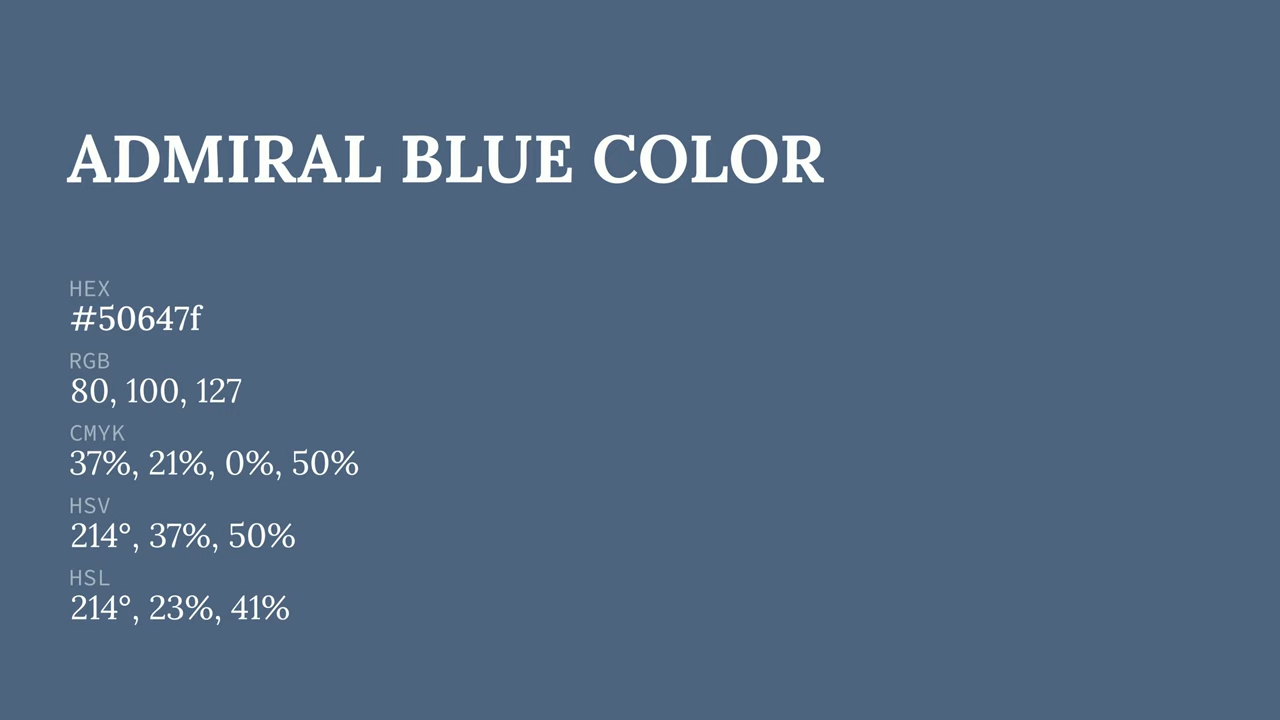 ADMIRAL BLUE COLOR
HEX
#50647f
RGB
80, 100, 127
CMYK
37%, 21%, 0%, 50%
HSV
214°, 37%, 50%
HSL
214°, 23%, 41%